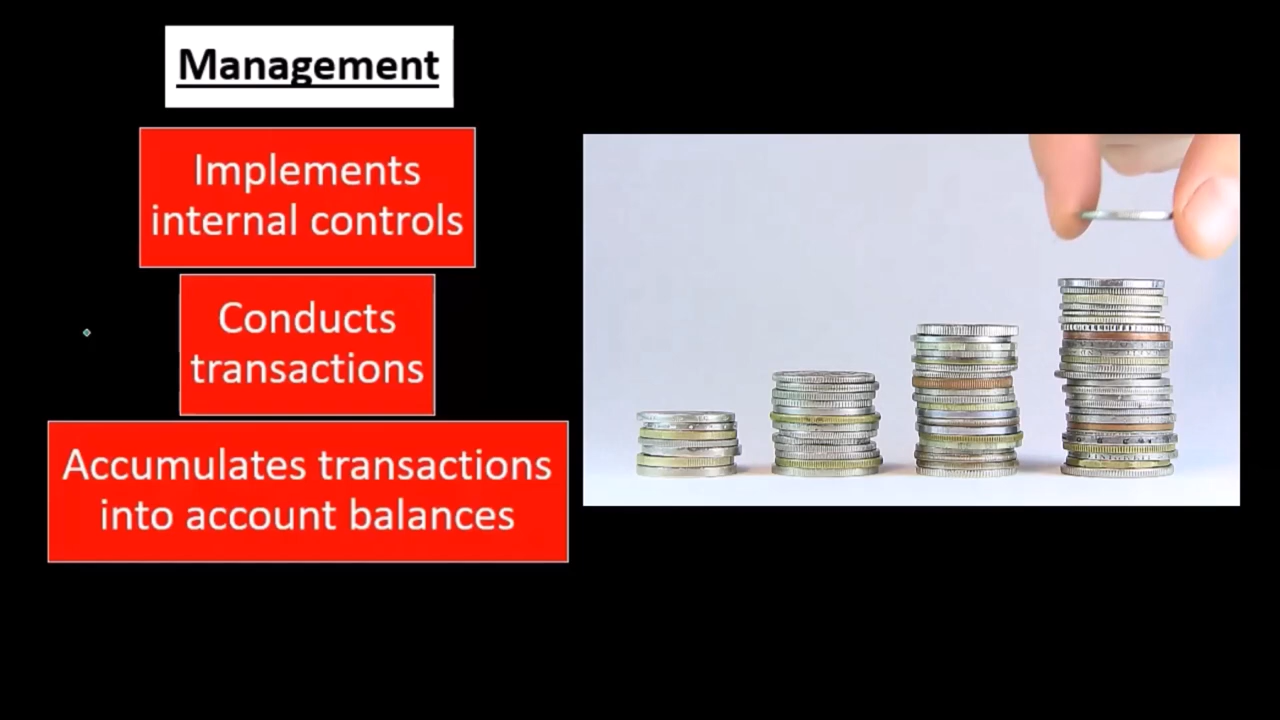 Management
Implements
internal controls
Conducts
transactions
Accumulates transactions
into account balances